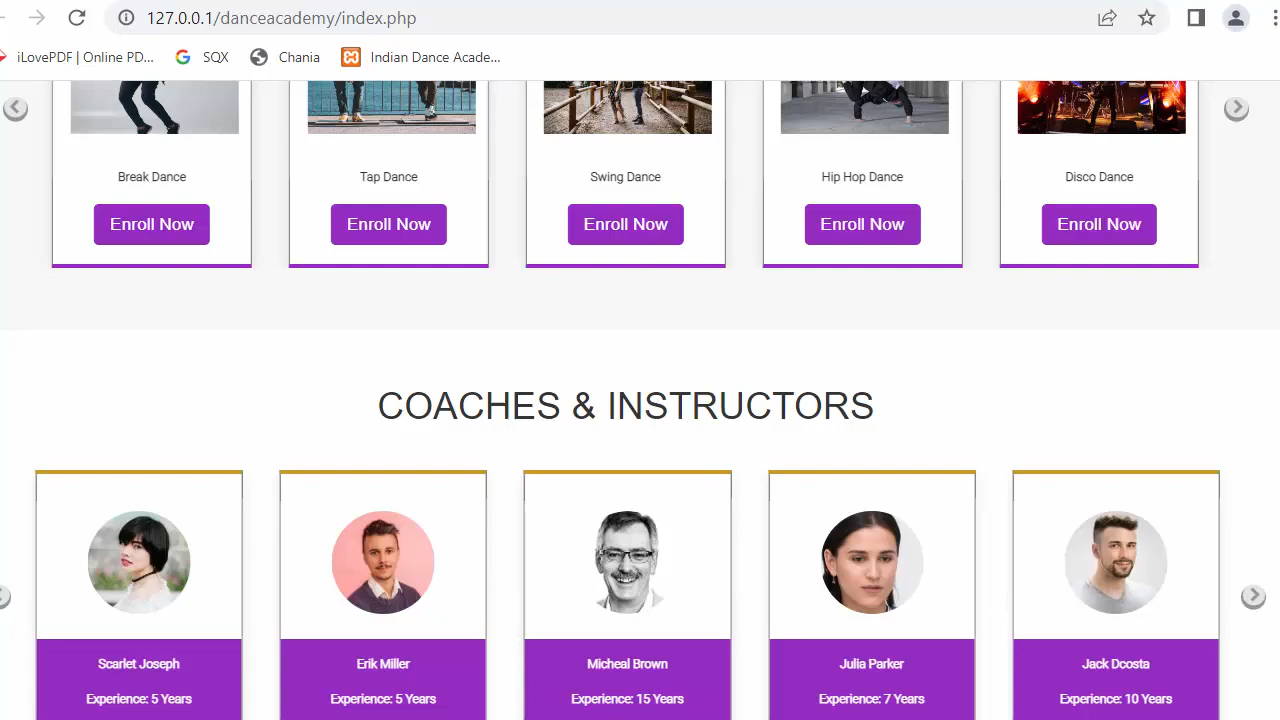 127.0.0.1/danceacademy/index.php
iLovePDF | Online PD... SQX Chania Indian Dance Acade...
Break Dance Tap Dance Swing Dance Hip Hop Dance Disco Dance
Enroll Now Enroll Now Enroll Now Enroll Now Enroll Now
COACHES & INSTRUCTORS
Scarlet Joseph Erik Miller Micheal Brown Julia Parker Jack Dcosta
Experience: 5 Years Experience: 5 Years Experience: 15 Years Experience: 7 Years Experience: 10 Years